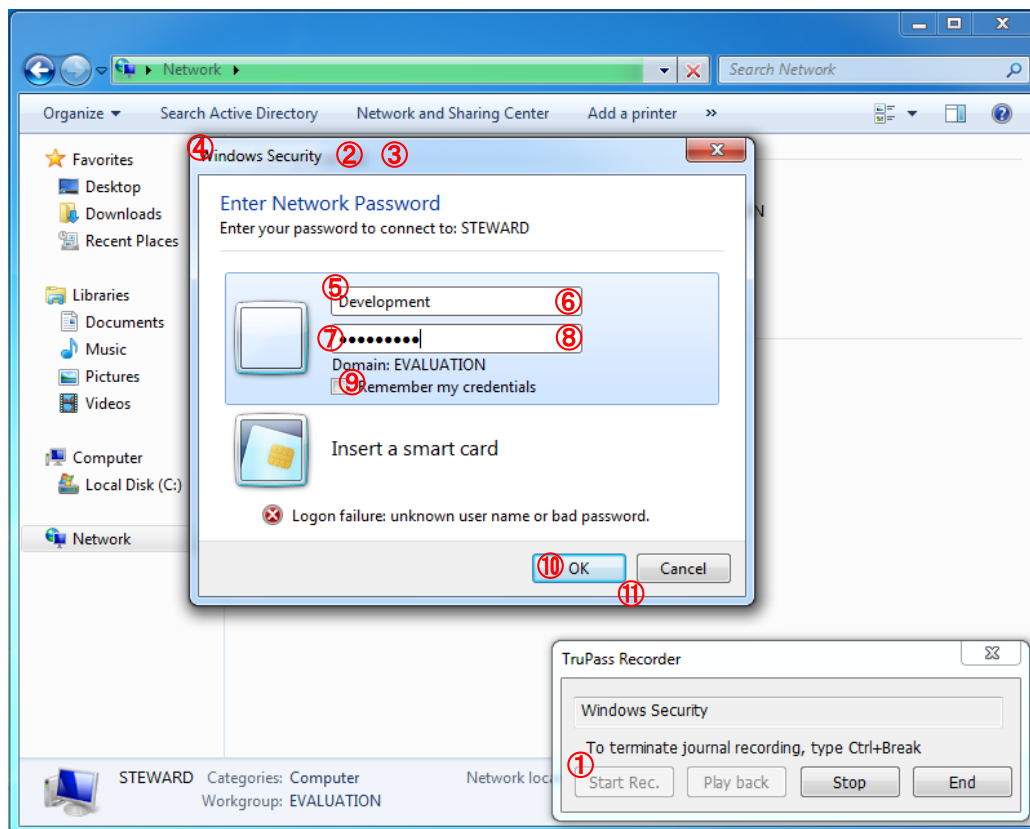 Network
Search Network
Organize
Search Active Directory
Network and Sharing Center
Add a printer
»
Favorites
Desktop
Downloads
Recent Places
Libraries
Documents
Music
Pictures
Videos
Computer
Local Disk (C:)
Network
N
④ Windows Security ② ③
Enter Network Password
Enter your password to connect to: STEWARD
⑤ Development ⑥
⑦ ●●●●●●●●● ⑧
Domain: EVALUATION
⑨ Remember my credentials
Insert a smart card
Logon failure: unknown user name or bad password.
⑩ OK
Cancel
⑪
TruPass Recorder
Windows Security
To terminate journal recording, type Ctrl+Break
①
Start Rec.
Play back
Stop
End
STEWARD Categories: Computer
Network loca
Workgroup: EVALUATION